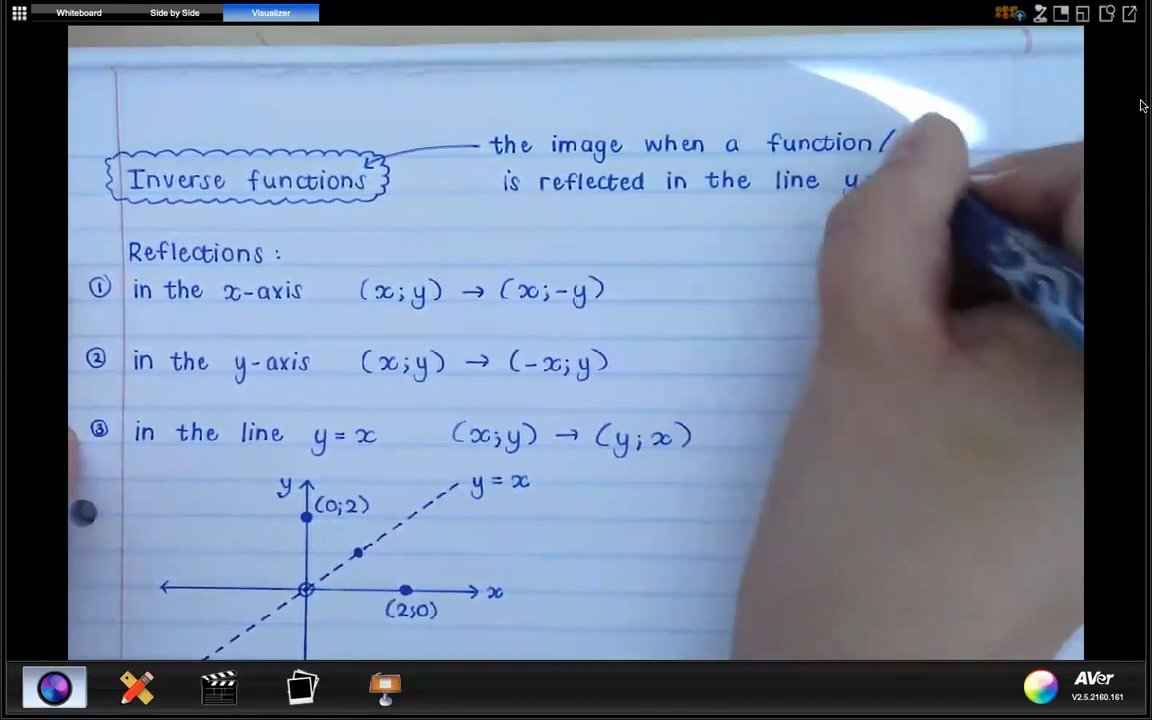 Whiteboard Side by Side Visualizer
the image when a function/
Inverse functions
is reflected in the line y=
Reflections :
① in the x-axis (x;y) → (x;-y)
② in the y-axis (x;y) → (-x;y)
③ in the line y = x (x;y) → (y;x)
y
y = x
(0;2)
x
(2;0)
AVer
V2.5.2160.161